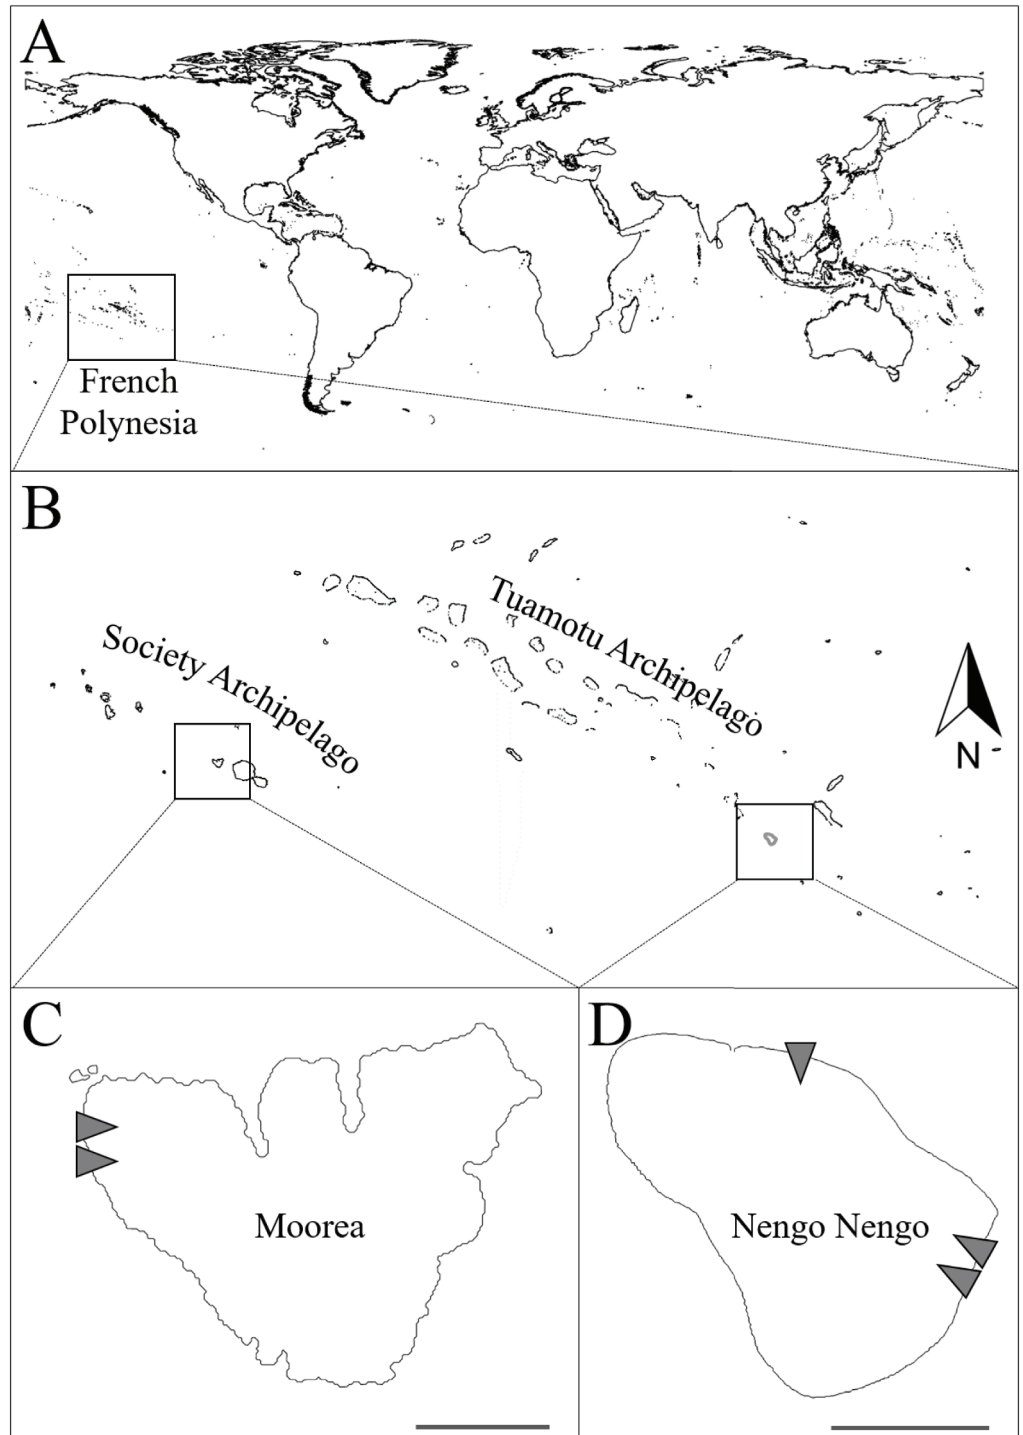 A
French
Polynesia
B
Tuamotu Archipelago
Society Archipelago
N
C
Moorea
D
Nengo Nengo